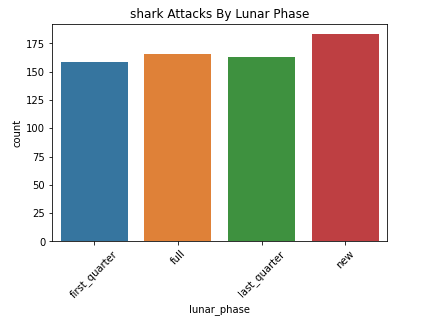 shark Attacks By Lunar Phase
count
175
150
125
100
75
50
25
0
first_quarter
full
last_quarter
new
lunar_phase